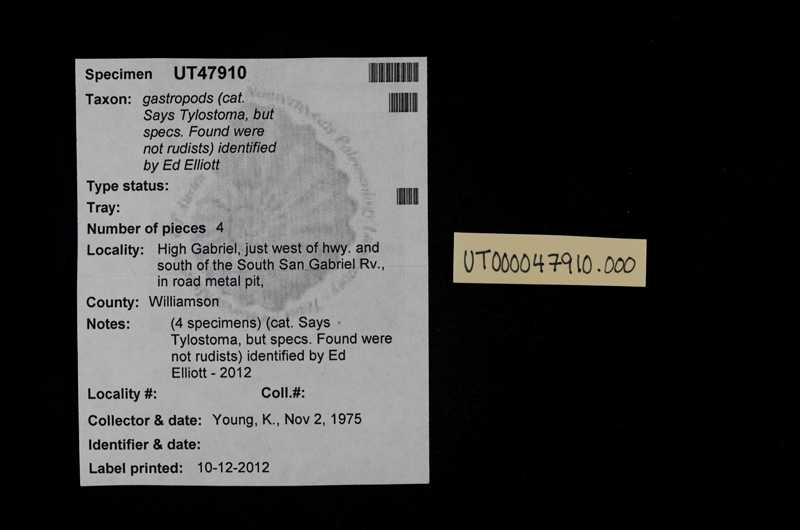 Specimen UT47910
Taxon: gastropods (cat.
Says Tylostoma, but
specs. Found were
not rudists) identified
by Ed Elliott
Type status:
Tray:
Number of pieces 4
Locality: High Gabriel, just west of hwy. and
south of the South San Gabriel Rv.,
in road metal pit,
County: Williamson
Notes: (4 specimens) (cat. Says
Tylostoma, but specs. Found were
not rudists) identified by Ed
Elliott - 2012
Locality #: Coll.#:
Collector & date: Young, K., Nov 2, 1975
Identifier & date:
Label printed: 10-12-2012
UT000047910.000